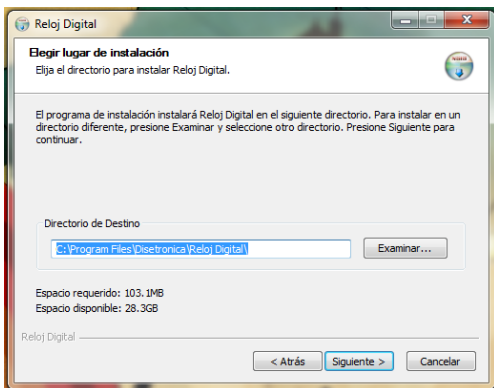 Reloj Digital
Elegir lugar de instalación
Elija el directorio para instalar Reloj Digital.
El programa de instalación instalará Reloj Digital en el siguiente directorio. Para instalar en un
directorio diferente, presione Examinar y seleccione otro directorio. Presione Siguiente para
continuar.
Directorio de Destino
C:\Program Files\Disetronica\Reloj Digital\
Examinar...
Espacio requerido: 103.1MB
Espacio disponible: 28.3GB
Reloj Digital
< Atrás
Siguiente >
Cancelar